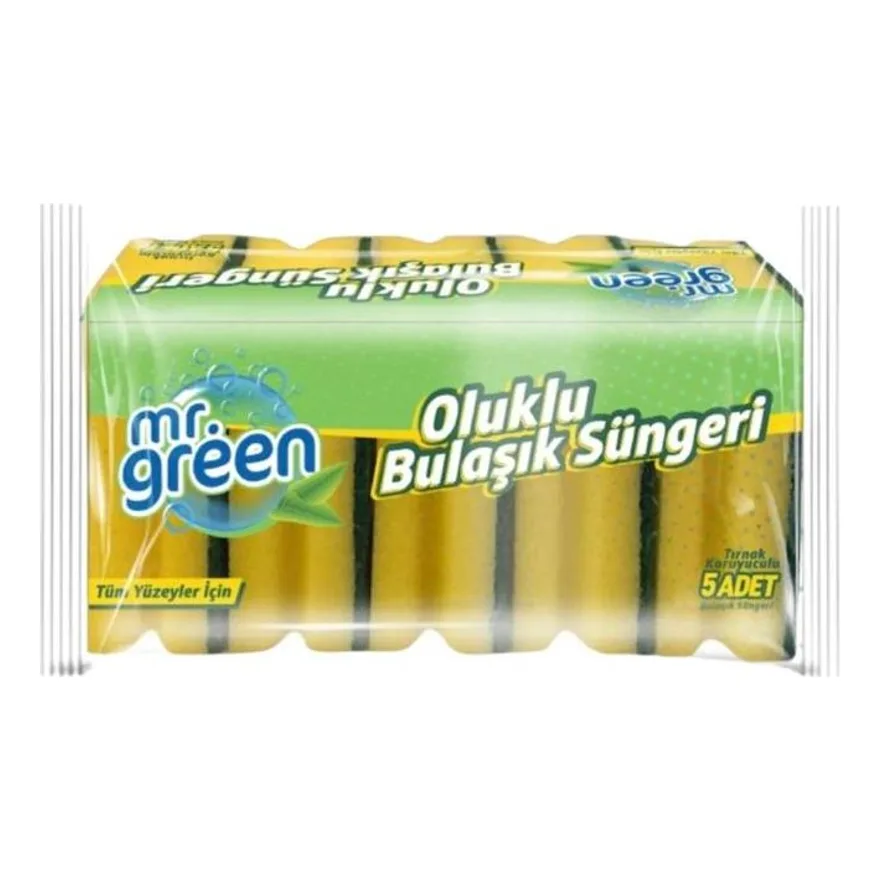 Oluklu
Bulaşık Süngeri
mr.
green
mr.
green
Oluklu
Bulaşık Süngeri
Tüm Yüzeyler İçin
Tırnak
Koruyuculu
5 ADET
Bulaşık Süngeri